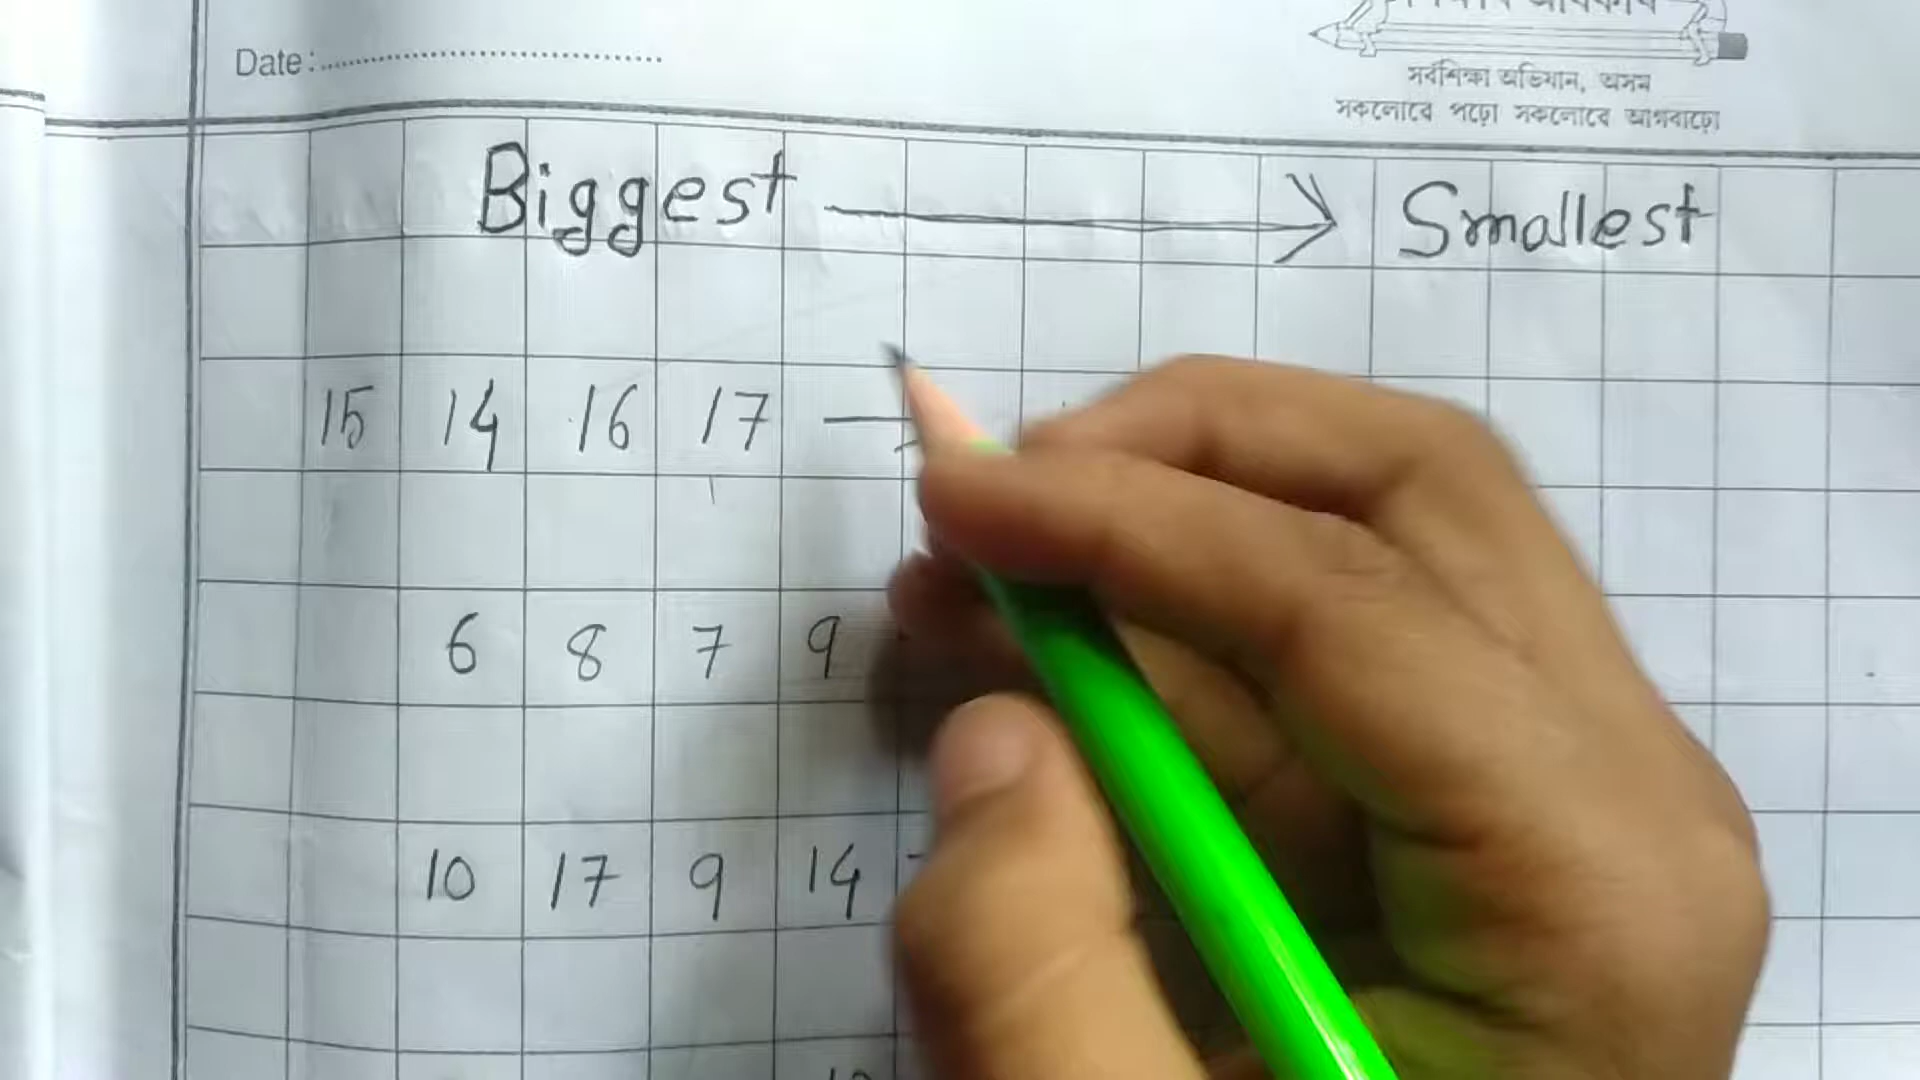 Date:
সৰ্বশিক্ষা অভিযান, অসম
সকলোৱে পঢ়ো সকলোৱে আগবাঢ়ো
Biggest → Smallest
15 14 16 17 →
6 8 7 9
10 17 9 14